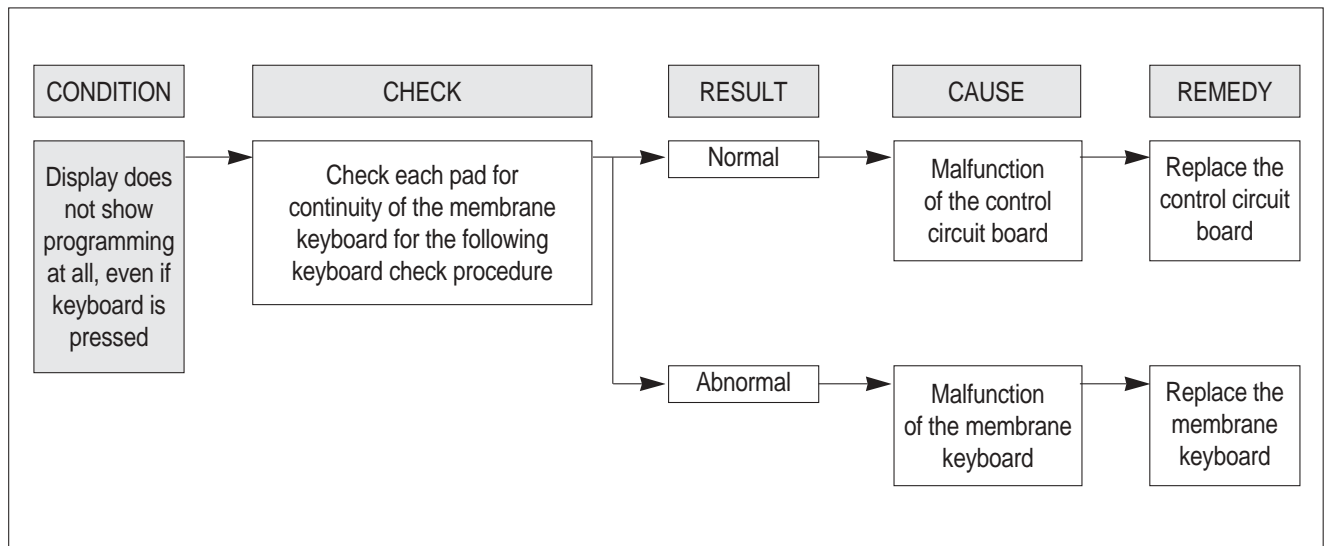 CONDITION
CHECK
RESULT
CAUSE
REMEDY
Display does
not show
programming
at all, even if
keyboard is
pressed
Check each pad for
continuity of the membrane
keyboard for the following
keyboard check procedure
Normal
Malfunction
of the control
circuit board
Replace the
control circuit
board
Abnormal
Malfunction
of the membrane
keyboard
Replace the
membrane
keyboard